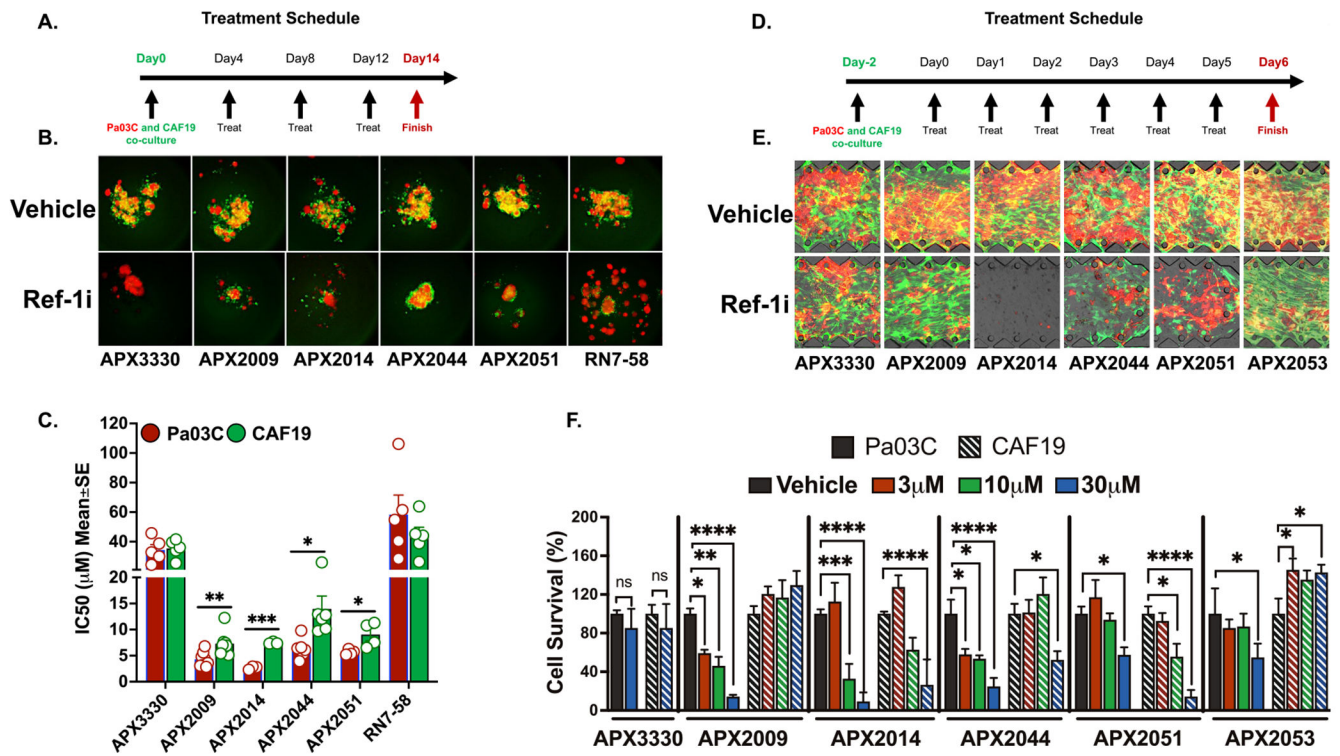 A.
Treatment Schedule
Day0 Day4 Day8 Day12 Day14
Pa03C and CAF19 co-culture Treat Treat Treat Finish
B.
Vehicle
Ref-1i
APX3330 APX2009 APX2014 APX2044 APX2051 RN7-58
C.
Pa03C CAF19
IC50 (μM) Mean±SE
120
100
80
60
40
20
15
10
5
0
** *** * *
APX3330 APX2009 APX2014 APX2044 APX2051 RN7-58
D.
Treatment Schedule
Day-2 Day0 Day1 Day2 Day3 Day4 Day5 Day6
Pa03C and CAF19 co-culture Treat Treat Treat Treat Treat Treat Finish
E.
Vehicle
Ref-1i
APX3330 APX2009 APX2014 APX2044 APX2051 APX2053
F.
Pa03C CAF19
Vehicle 3μM 10μM 30μM
Cell Survival (%)
200
160
120
80
40
0
ns ns
**** ** *
**** *** ****
**** * * *
* **** *
* * *
APX3330 APX2009 APX2014 APX2044 APX2051 APX2053